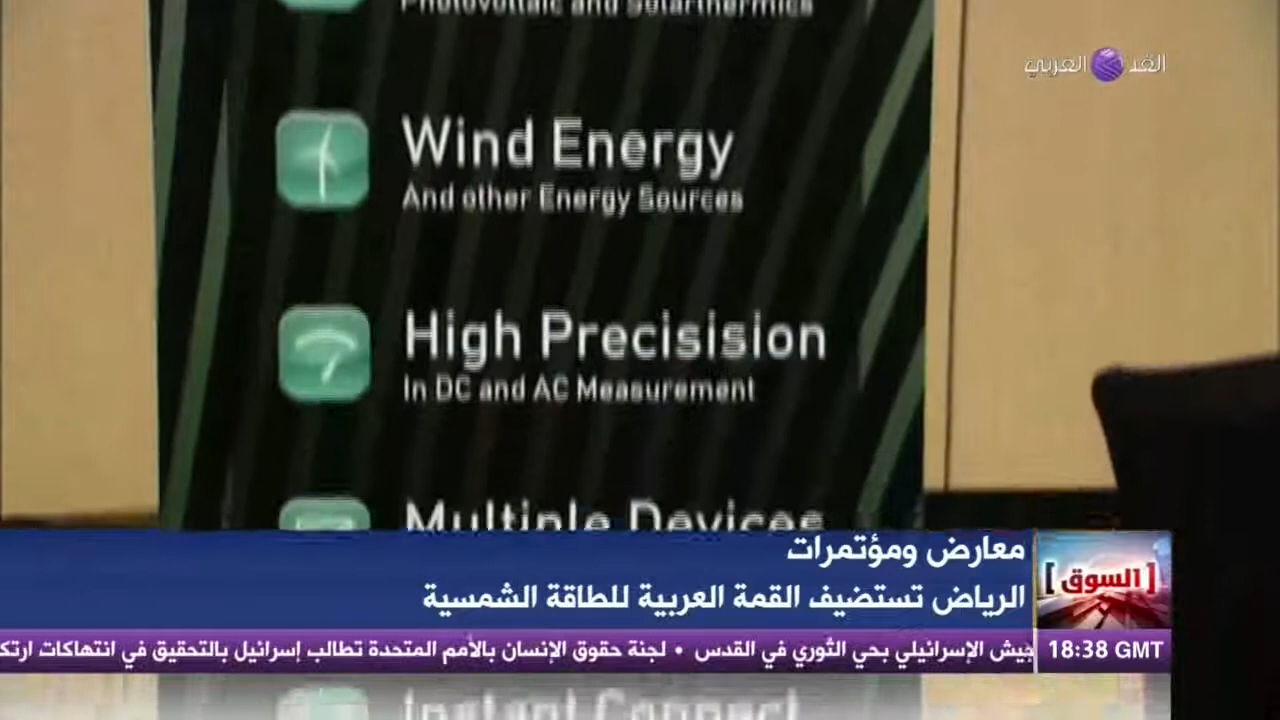 Photovoltaic and Solarthermics
الغد العربي
Wind Energy
And other Energy Sources
High Precisision
In DC and AC Measurement
Multiple Devices
معارض ومؤتمرات
الرياض تستضيف القمة العربية للطاقة الشمسية
[السوق]
جيش الإسرائيلي بحي الثوري في القدس • لجنة حقوق الإنسان بالأمم المتحدة تطالب إسرائيل بالتحقيق في انتهاكات ارتك
18:38 GMT
Instant Connect